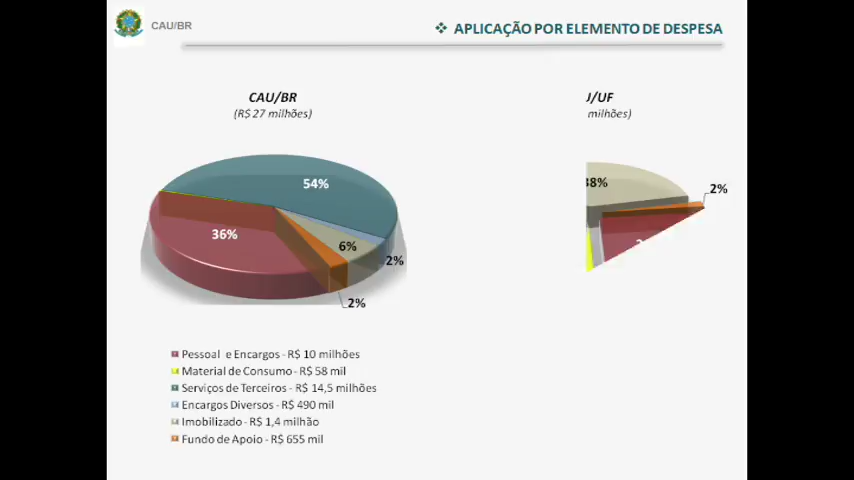 CAU/BR
❖ APLICAÇÃO POR ELEMENTO DE DESPESA
CAU/BR
(R$ 27 milhões)
54%
36%
6%
2%
2%
Pessoal e Encargos - R$ 10 milhões
Material de Consumo - R$ 58 mil
Serviços de Terceiros - R$ 14,5 milhões
Encargos Diversos - R$ 490 mil
Imobilizado - R$ 1,4 milhão
Fundo de Apoio - R$ 655 mil
/UF
milhões)
8%
2%